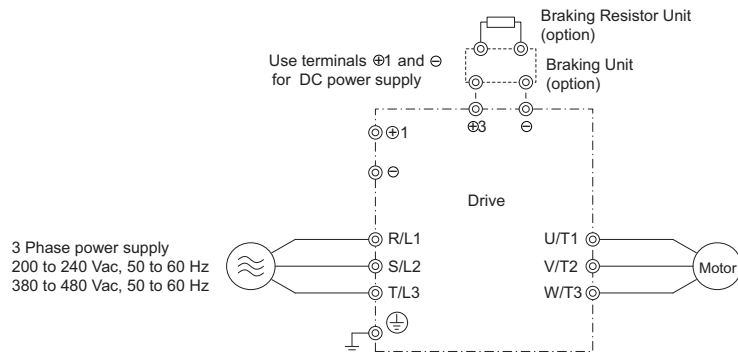 Braking Resistor Unit
(option)
Use terminals ⊕1 and ⊖
for DC power supply
Braking Unit
(option)
⊕3
⊖
⊕1
⊖
Drive
3 Phase power supply
200 to 240 Vac, 50 to 60 Hz
380 to 480 Vac, 50 to 60 Hz
R/L1
S/L2
T/L3
U/T1
V/T2
W/T3
Motor